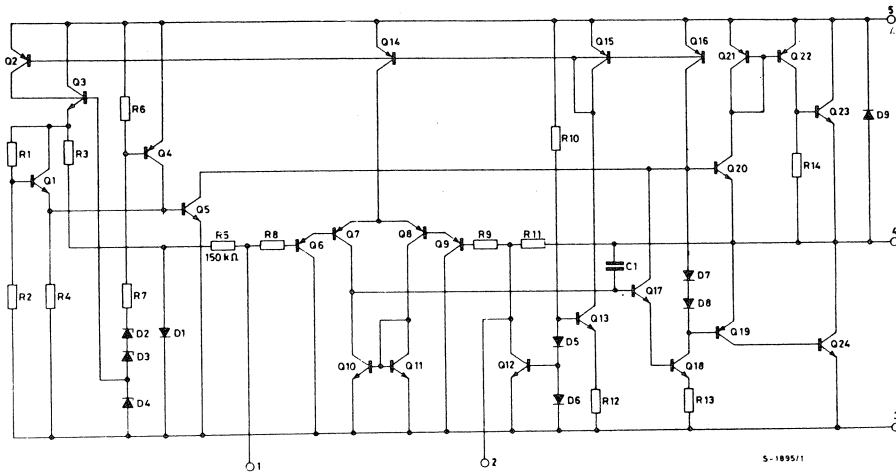 5
Q14 Q15 Q16
Q2 Q21 Q22
Q3
R6 Q23 D9
R10
R1 R3 Q4
Q1 R14
Q20
Q5
R5 R8 Q7 Q8 R9 R11 4
150 kΩ Q6 Q9
C1 D7
R2 R4 R7 Q17 D8
D2 D1 Q13 Q19
D3 D5 Q24
Q10 Q11 Q12 Q18
D4 D6 R12 R13
3
1 2
S-1895/1